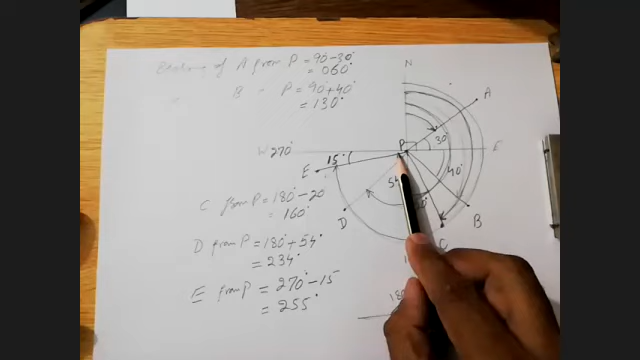 Bearing of A from P = 90° - 30°
= 060°
B - P = 90° + 40°
= 130°
C from P = 180° - 20
= 160°
D from P = 180° + 54°
= 234°
E from P = 270° - 15
= 255°
N
A
P
30°
E
W 270°
15°
40°
E
54
B
D
C
180